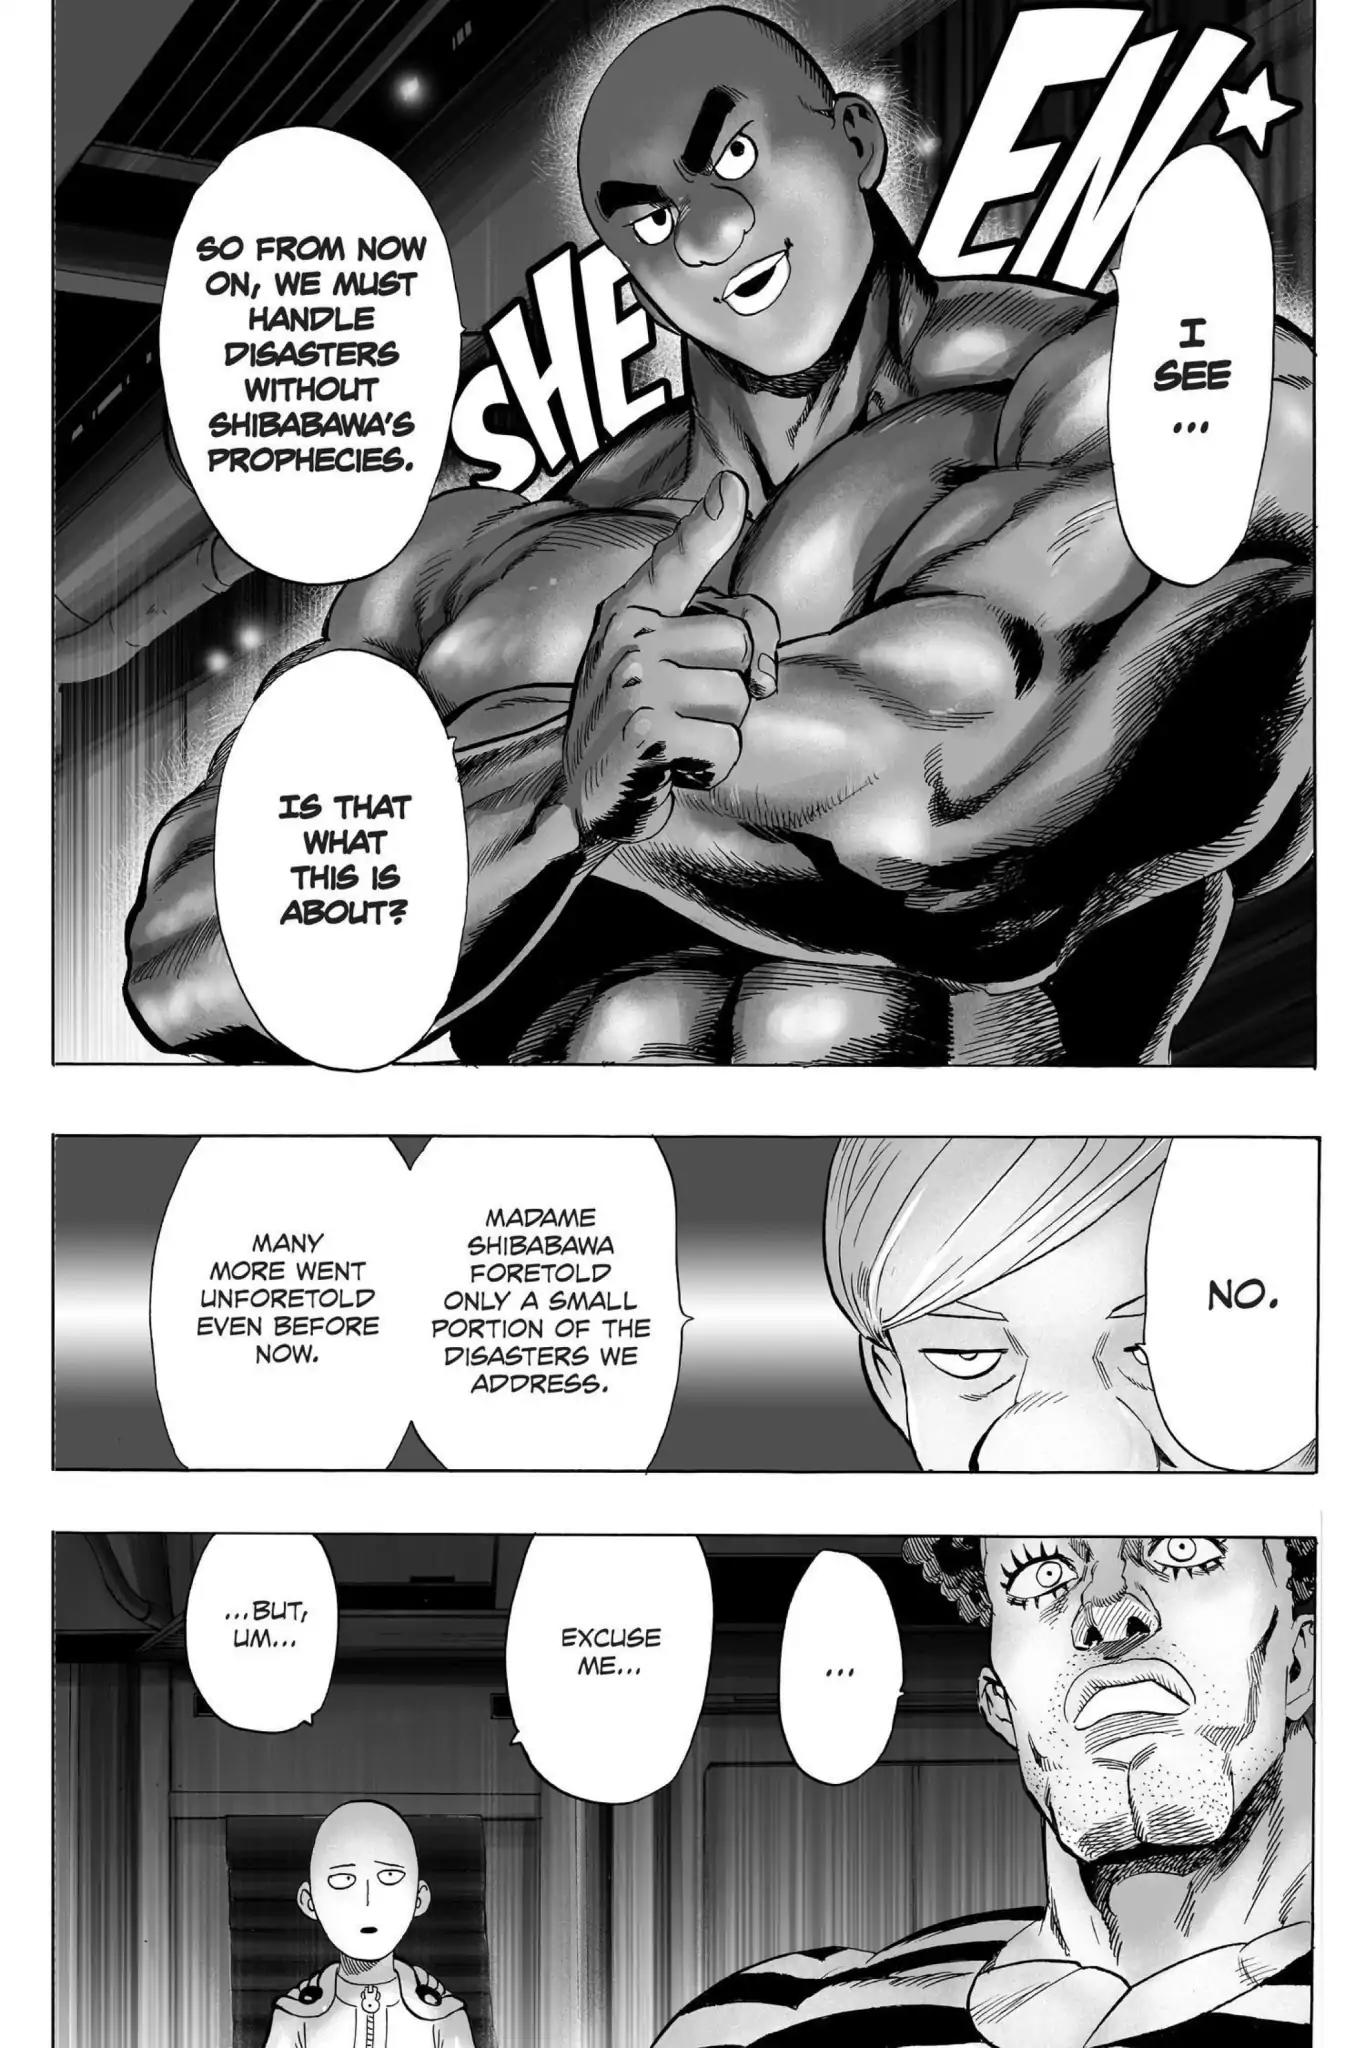 I
SEE
...
SHEEN
SO FROM NOW
ON, WE MUST
HANDLE
DISASTERS
WITHOUT
SHIBABAWA'S
PROPHECIES.
IS THAT
WHAT
THIS IS
ABOUT?
NO.
MADAME
SHIBABAWA
FORETOLD
ONLY A SMALL
PORTION OF THE
DISASTERS WE
ADDRESS.
MANY
MORE WENT
UNFORETOLD
EVEN BEFORE
NOW.
...
EXCUSE
ME...
...BUT,
UM...